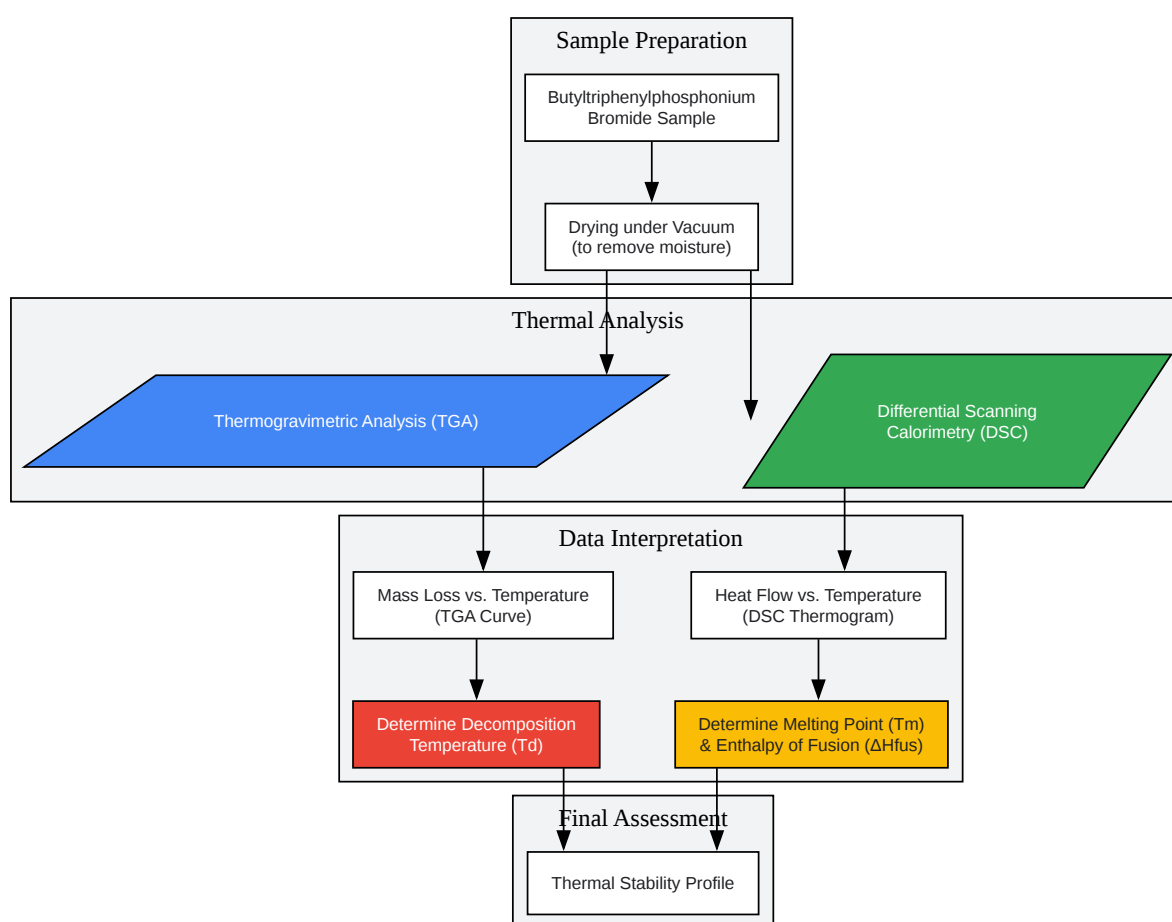 Sample Preparation
Butyltriphenylphosphonium
Bromide Sample
Drying under Vacuum
(to remove moisture)
Thermal Analysis
Thermogravimetric Analysis (TGA)
Differential Scanning
Calorimetry (DSC)
Data Interpretation
Mass Loss vs. Temperature
(TGA Curve)
Heat Flow vs. Temperature
(DSC Thermogram)
Determine Decomposition
Temperature (Td)
Determine Melting Point (Tm)
& Enthalpy of Fusion (ΔHfus)
Final Assessment
Thermal Stability Profile